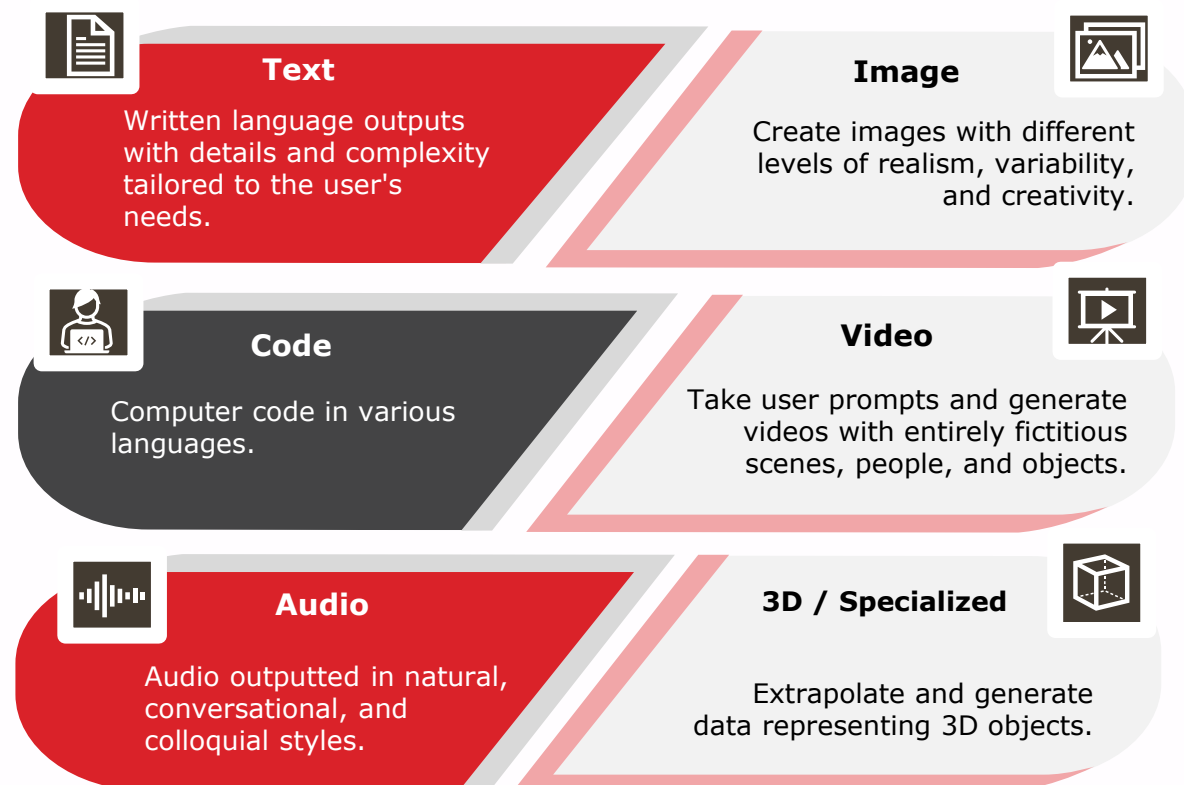 Text
Written language outputs
with details and complexity
tailored to the user's
needs.
Image
Create images with different
levels of realism, variability,
and creativity.
Code
Computer code in various
languages.
Video
Take user prompts and generate
videos with entirely fictitious
scenes, people, and objects.
Audio
Audio outputted in natural,
conversational, and
colloquial styles.
3D / Specialized
Extrapolate and generate
data representing 3D objects.